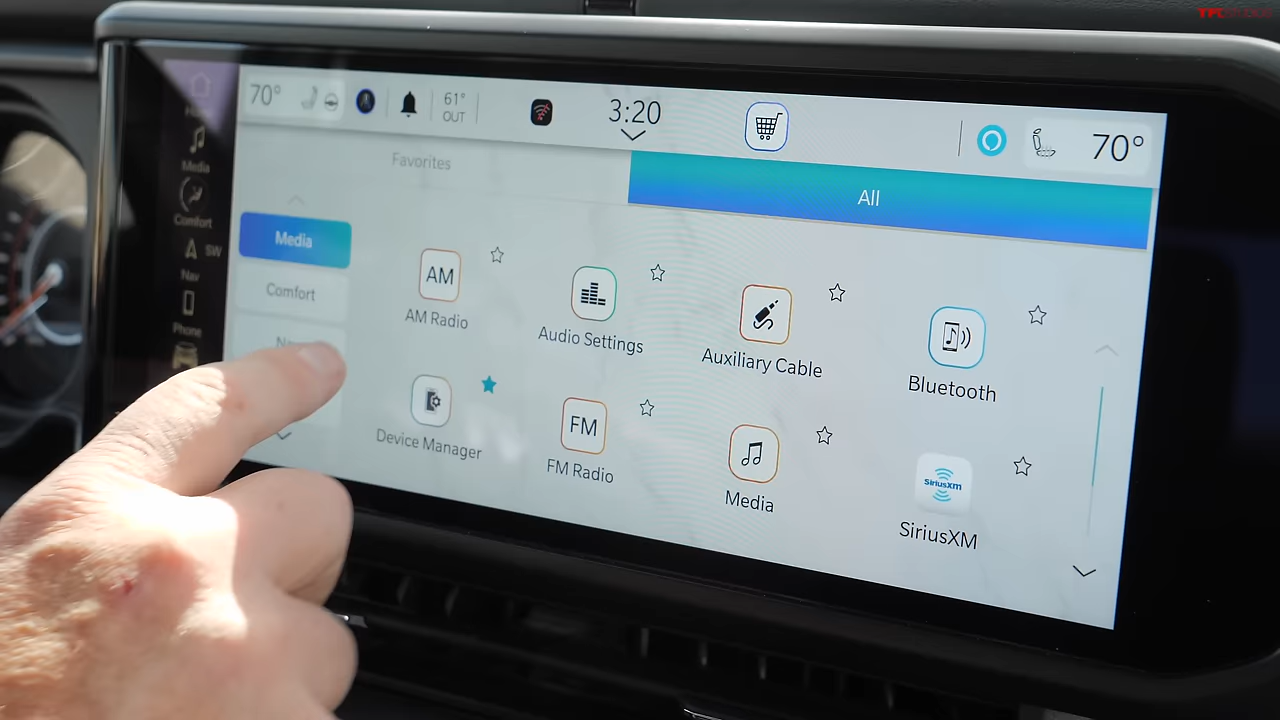 70°
61°
OUT
3:20
70°
Favorites
All
Media
Comfort
Nav
Phone
SW
Media
Comfort
AM
AM Radio
Audio Settings
Auxiliary Cable
Bluetooth
Device Manager
FM
FM Radio
Media
SiriusXM
SiriusXM